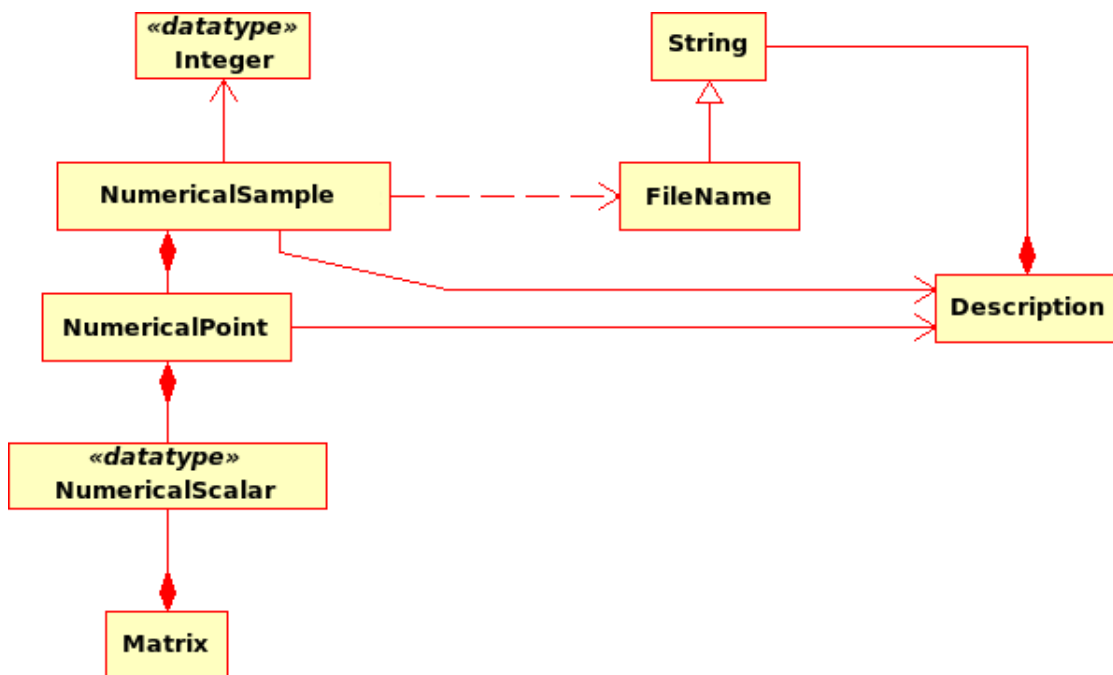 «datatype»
Integer
String
NumericalSample
FileName
Description
NumericalPoint
«datatype»
NumericalScalar
Matrix